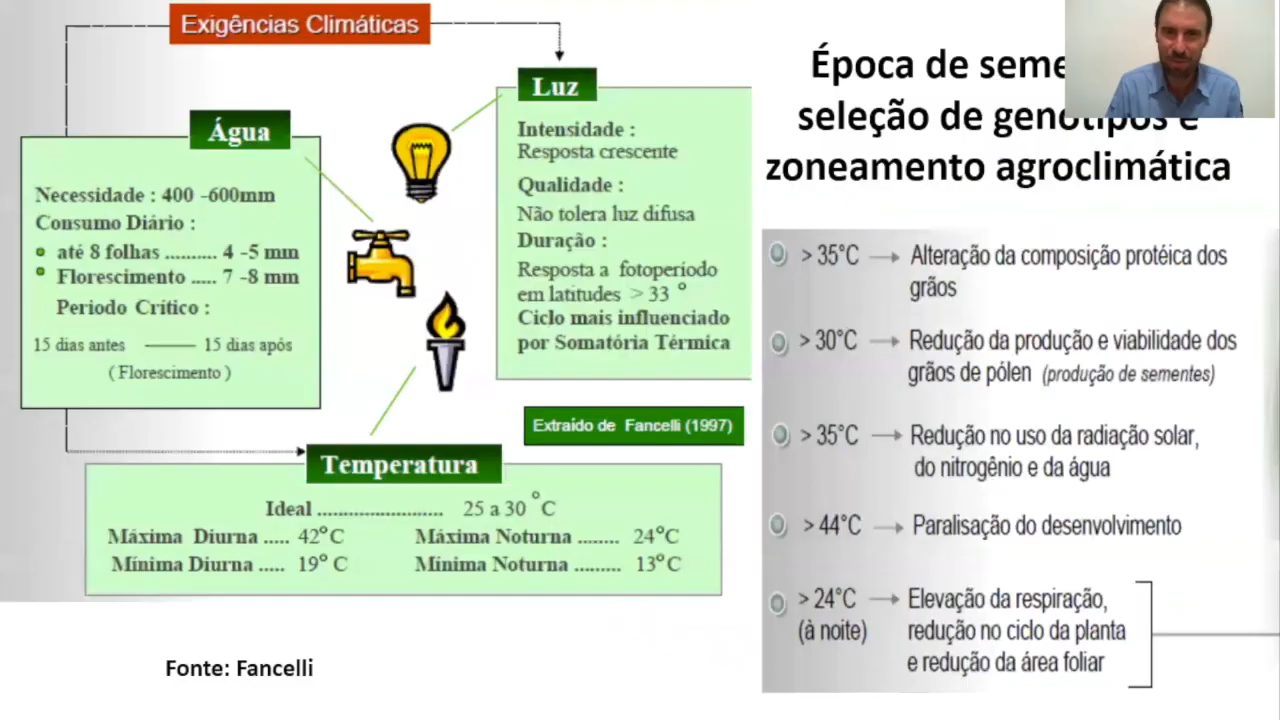 Exigências Climáticas
Água
Necessidade : 400 -600mm
Consumo Diário :
até 8 folhas .......... 4 -5 mm
Florescimento ..... 7 -8 mm
Periodo Crítico :
15 dias antes ——— 15 dias após
( Florescimento )
Luz
Intensidade :
Resposta crescente
Qualidade :
Não tolera luz difusa
Duração :
Resposta a fotoperíodo
em latitudes > 33 °
Ciclo mais influenciado
por Somatória Térmica
Extraído de Fancelli (1997)
Temperatura
Ideal ........................ 25 a 30 °C
Máxima Diurna ..... 42°C Máxima Noturna ........ 24°C
Mínima Diurna ..... 19° C Mínima Noturna ......... 13°C
Fonte: Fancelli
Época de
seleção de genótipos e
zoneamento agroclimática
> 35°C → Alteração da composição protéica dos
grãos
> 30°C → Redução da produção e viabilidade dos
grãos de pólen (produção de sementes)
> 35°C → Redução no uso da radiação solar,
do nitrogênio e da água
> 44°C → Paralisação do desenvolvimento
> 24°C → Elevação da respiração,
(à noite) redução no ciclo da planta
e redução da área foliar